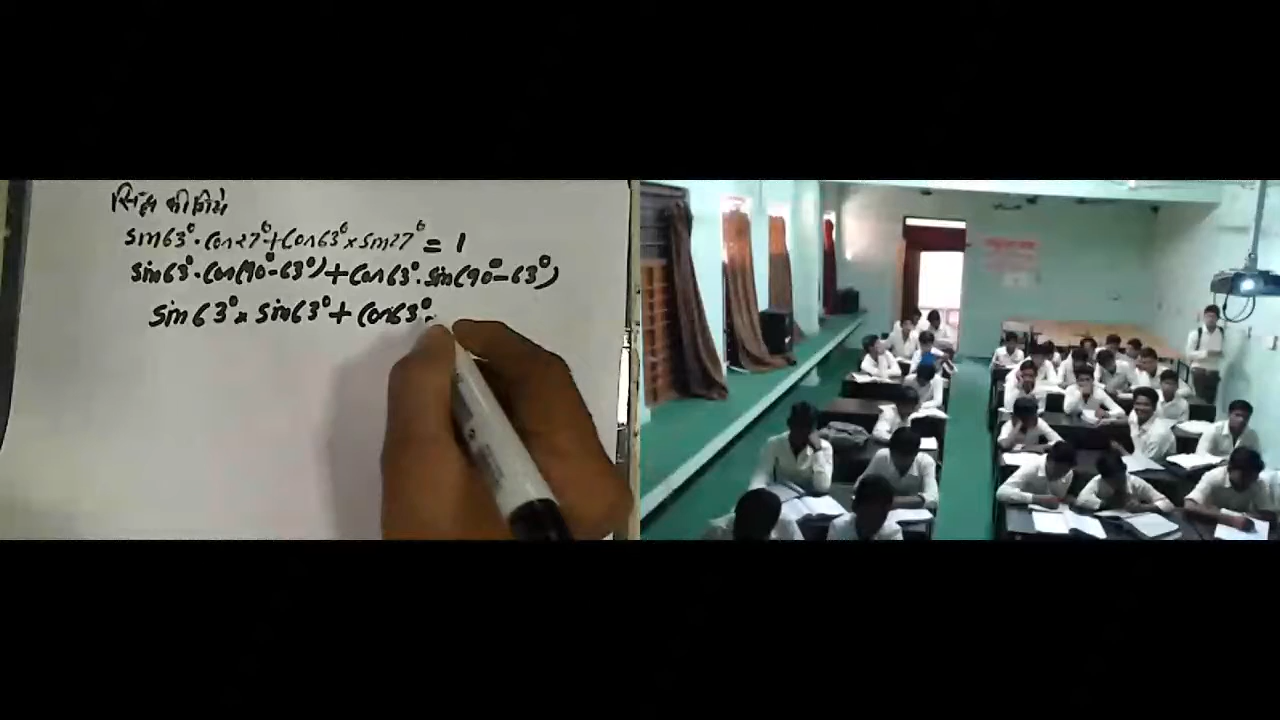 सिद्ध कीजिये
sin63°·cos27°+cos63°×sin27° = 1
sin63°·cos(90°-63°)+cos63°·sin(90°-63°)
sin63°×sin63°+cos63°